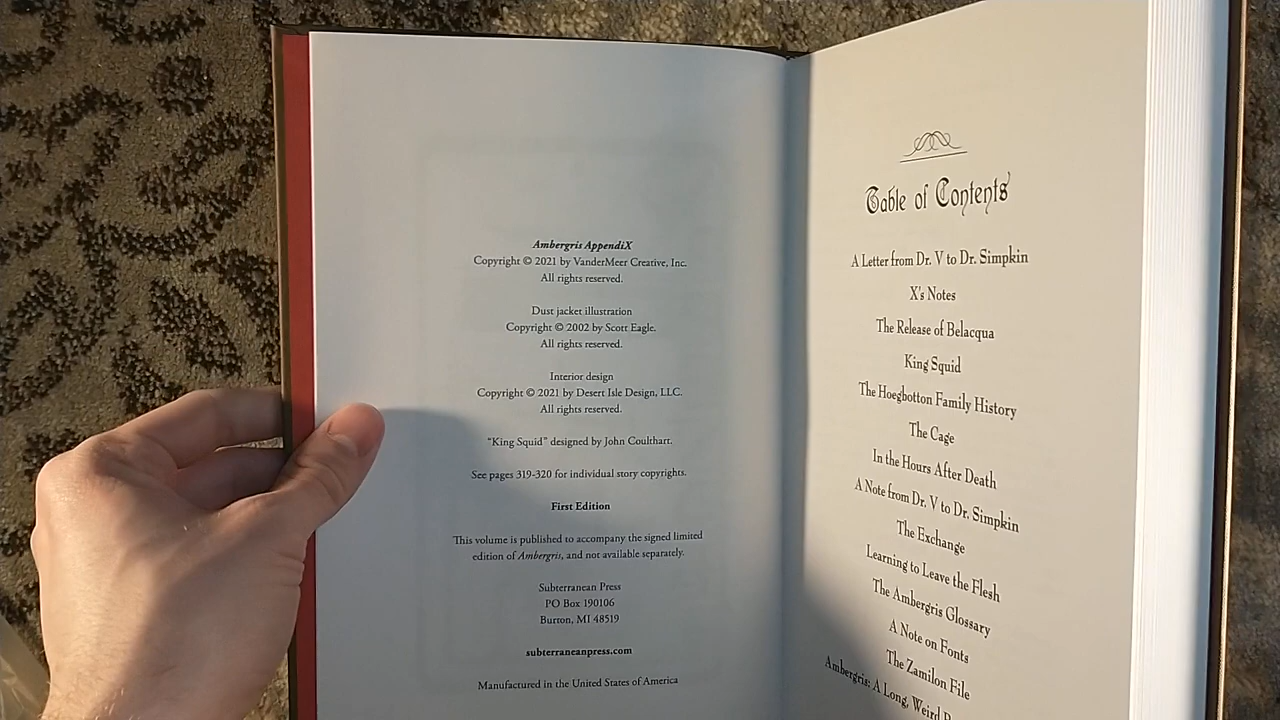 Ambergris AppendiX
Copyright © 2021 by VanderMeer Creative, Inc.
All rights reserved.
Dust jacket illustration
Copyright © 2002 by Scott Eagle.
All rights reserved.
Interior design
Copyright © 2021 by Desert Isle Design, LLC.
All rights reserved.
“King Squid” designed by John Coulthart.
See pages 319-320 for individual story copyrights.
First Edition
This volume is published to accompany the signed limited
edition of Ambergris, and not available separately.
Subterranean Press
PO Box 190106
Burton, MI 48519
subterraneanpress.com
Manufactured in the United States of America
Table of Contents
A Letter from Dr. V to Dr. Simpkin
X's Notes
The Release of Belacqua
King Squid
The Hoegbotton Family History
The Cage
In the Hours After Death
A Note from Dr. V to Dr. Simpkin
The Exchange
Learning to Leave the Flesh
The Ambergris Glossary
A Note on Fonts
The Zamilon File
Ambergris: A Long, Weird